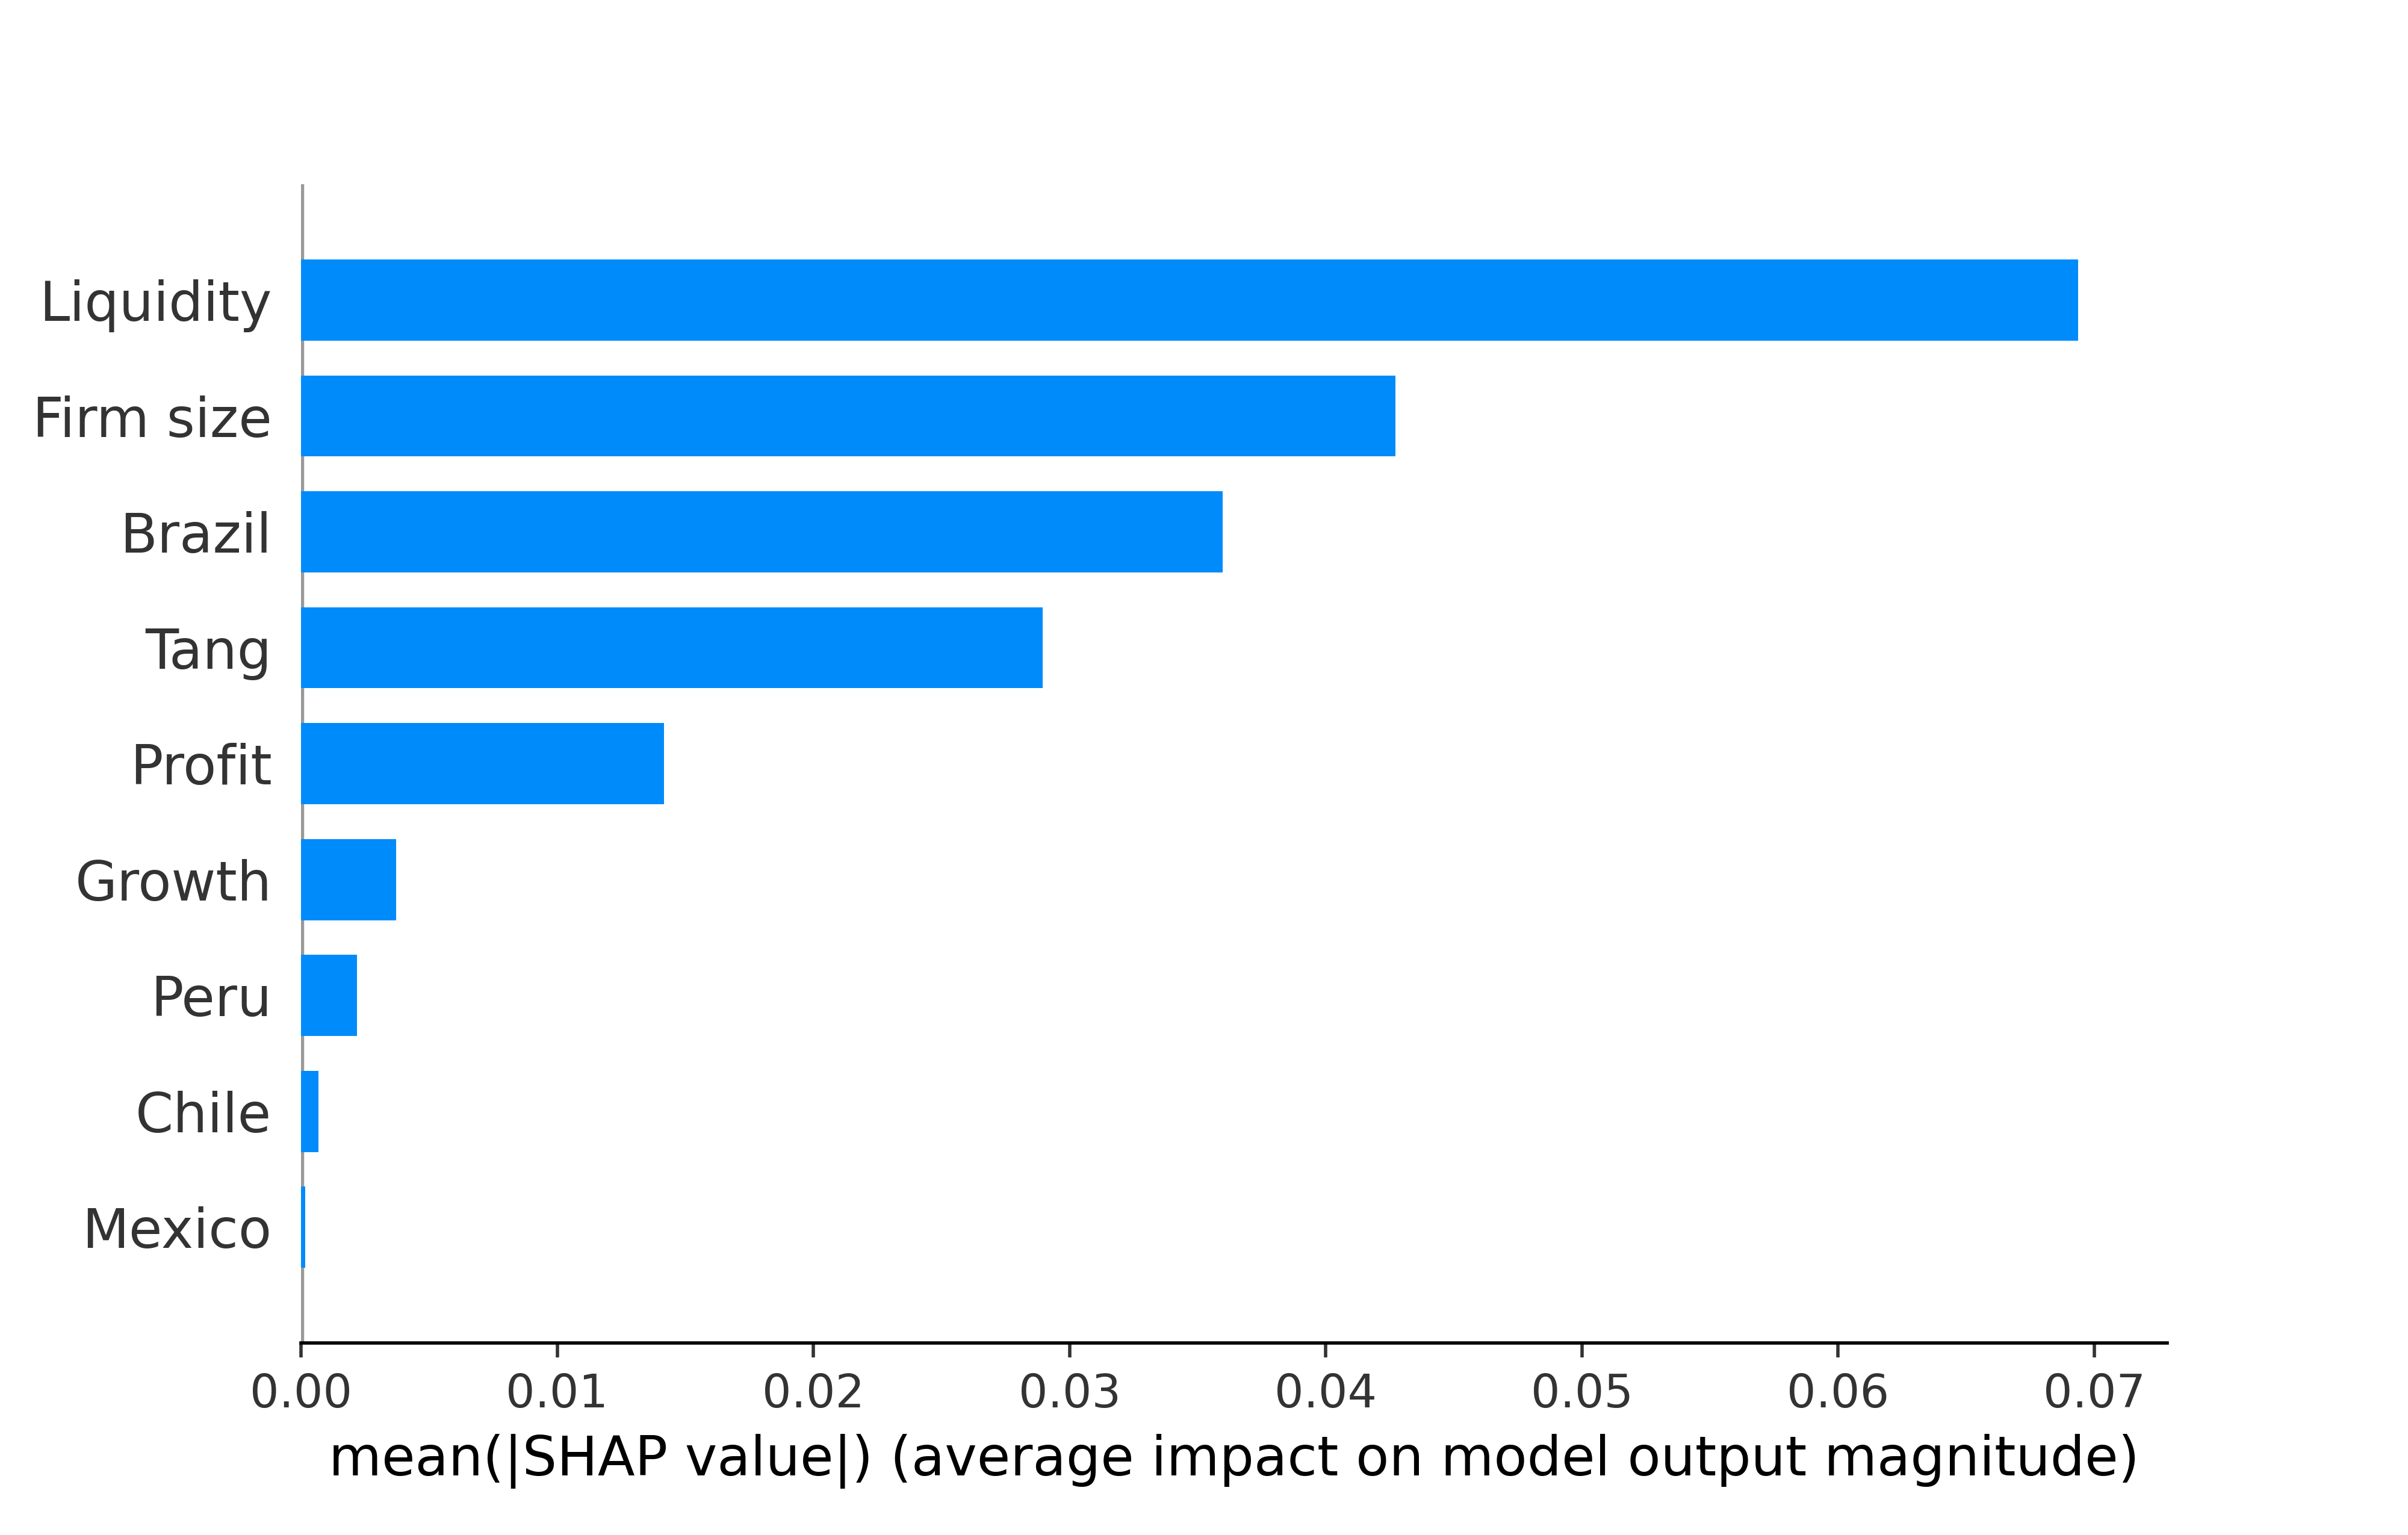 Liquidity
Firm size
Brazil
Tang
Profit
Growth
Peru
Chile
Mexico
0.00 0.01 0.02 0.03 0.04 0.05 0.06 0.07
mean(|SHAP value|) (average impact on model output magnitude)